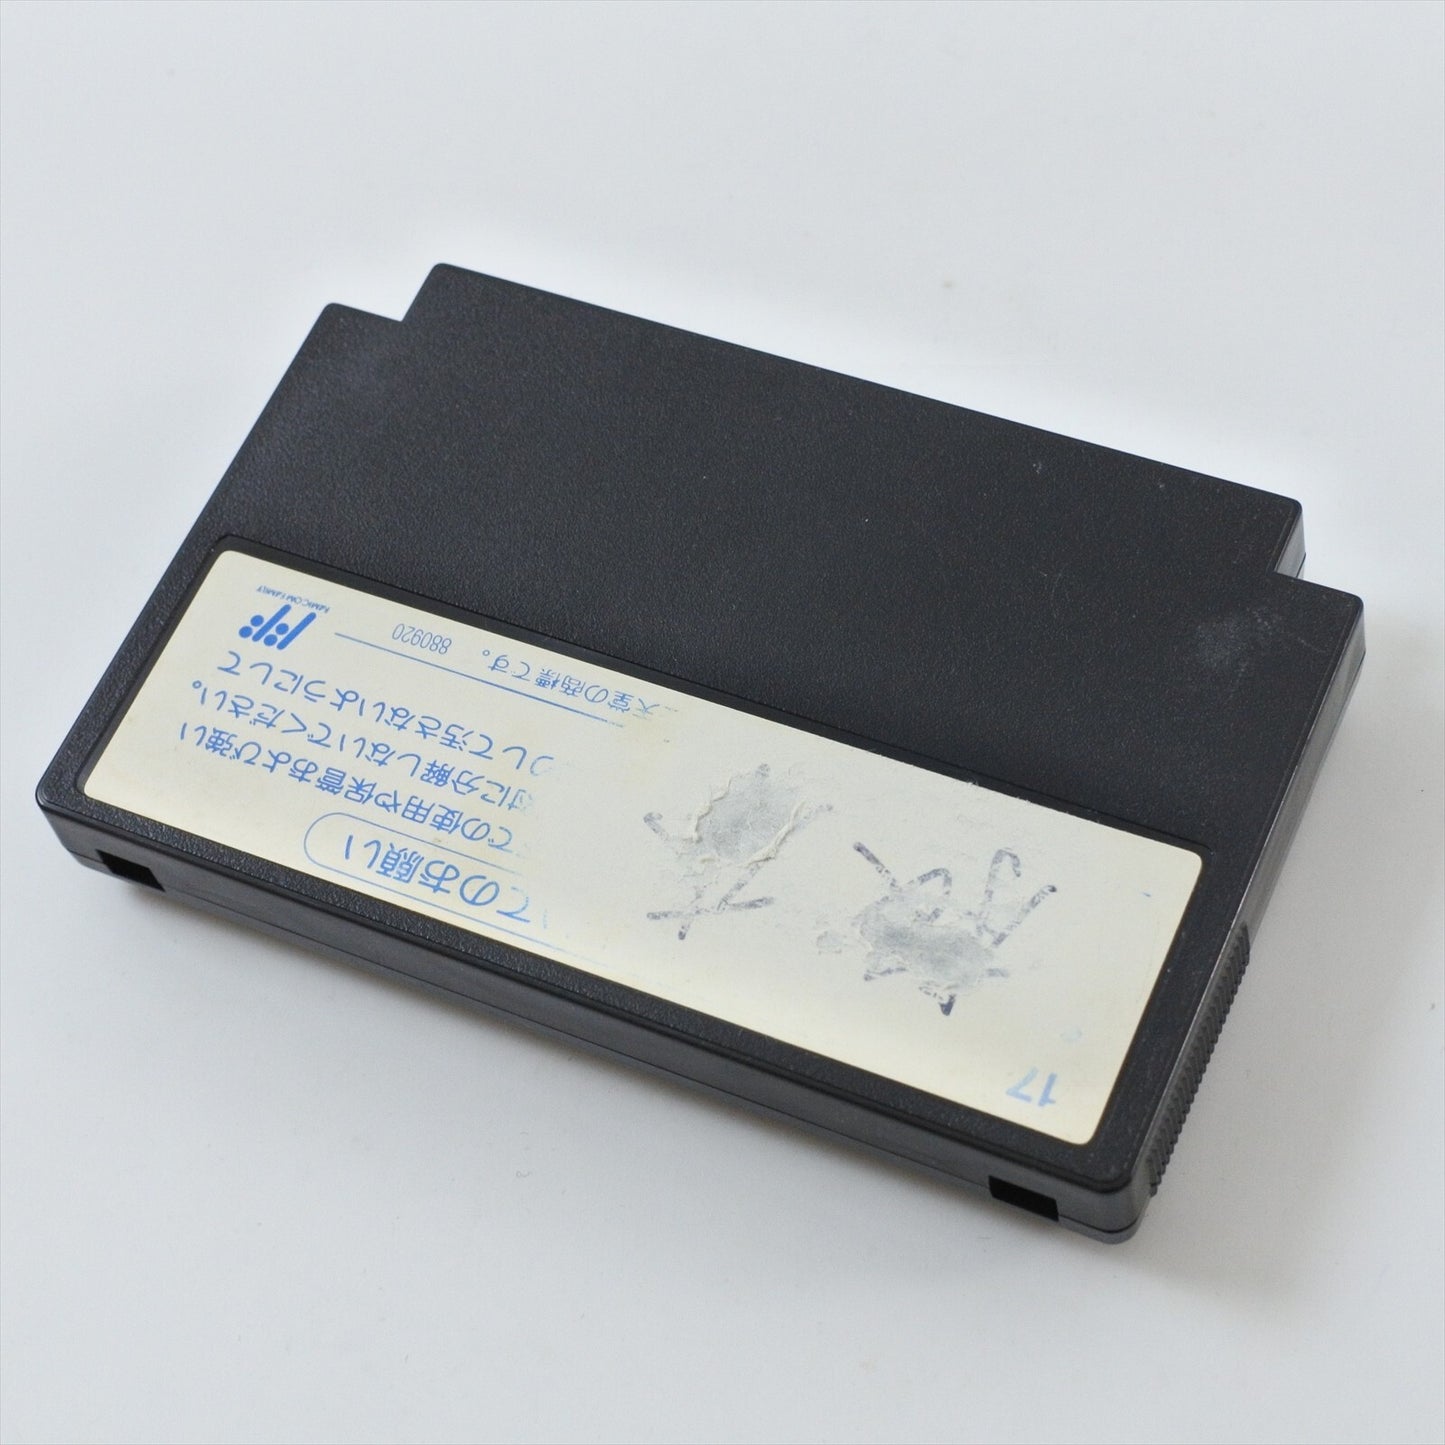 17
てのお願い
での使用や保管および強い
対に分解しないでください。
つして汚さないようにして
天堂の商標です。 880920
FAMICOM FAMILY